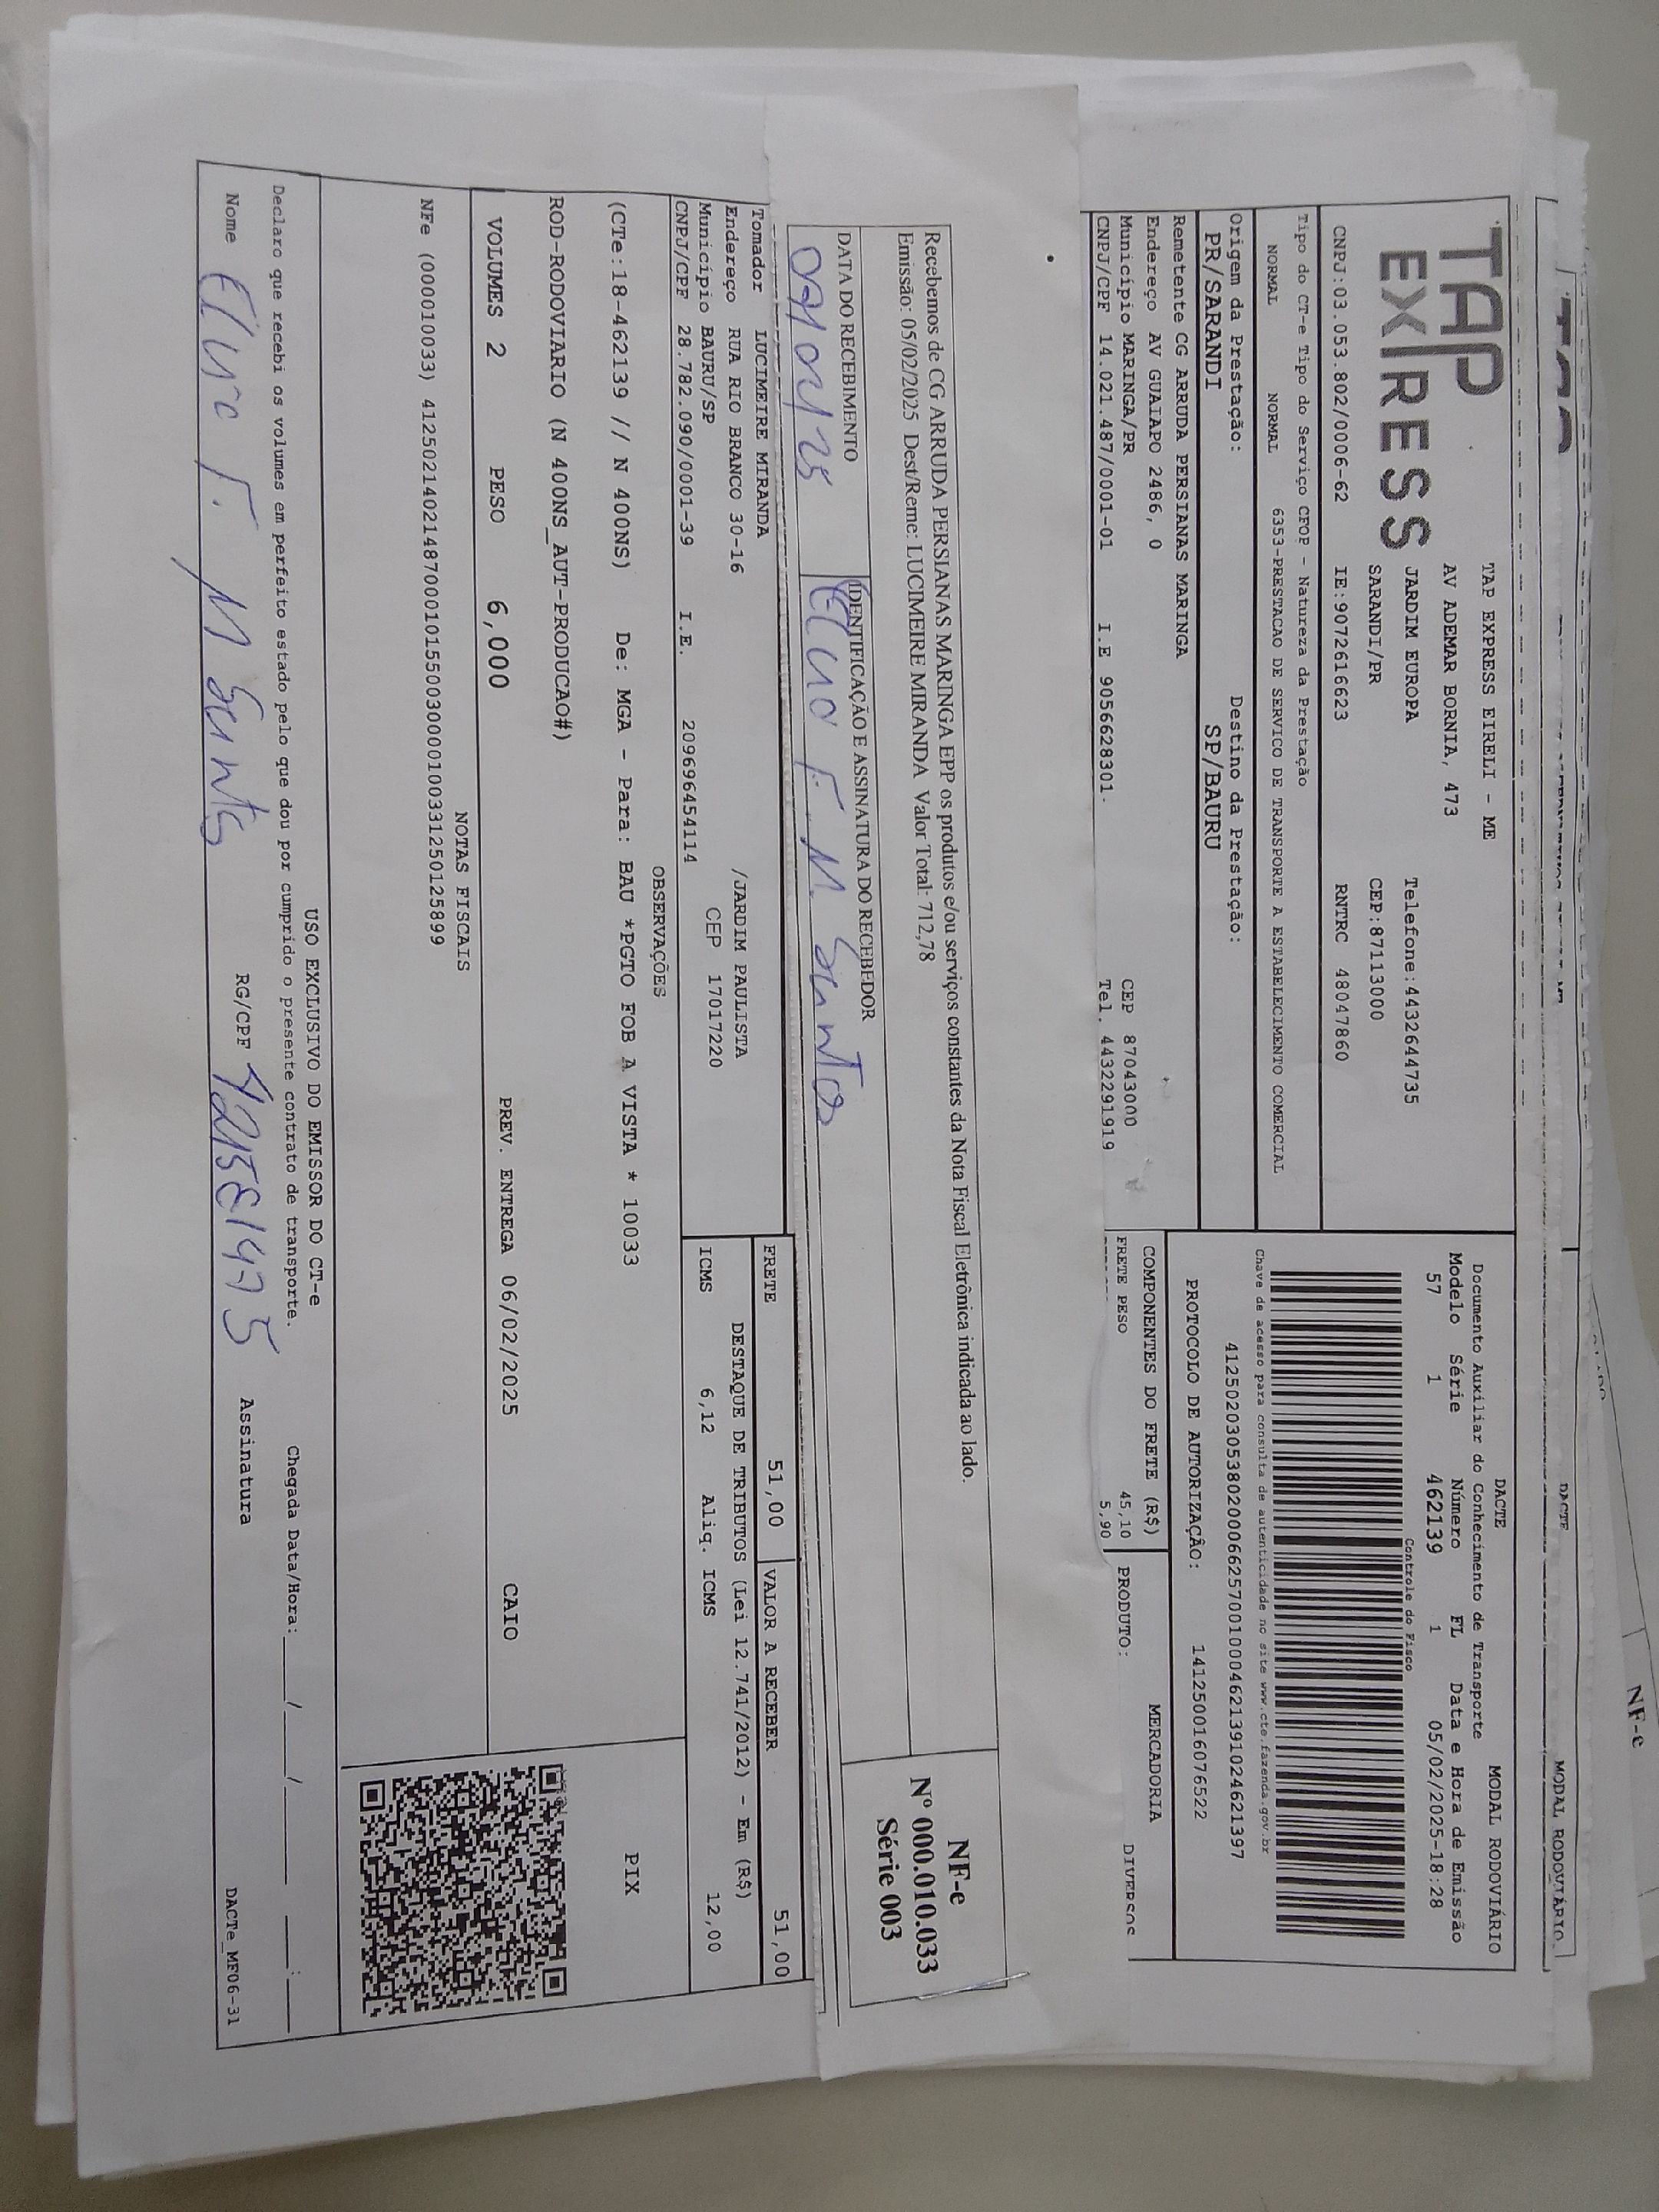 TAP
EXPRESS
TAP EXPRESS EIRELI - ME
AV ADEMAR BORNIA, 473
JARDIM EUROPA Telefone:4432644735
SARANDI/PR CEP:87113000
CNPJ:03.053.802/0006-62 IE:9072616623 RNTRC 48047860
DACTE MODAL RODOVIÁRIO
Documento Auxiliar do Conhecimento de Transporte
Modelo Série Número FL Data e Hora de Emissão
57 1 462139 1 05/02/2025-18:28
Controle do Fisco
Chave de acesso para consulta de autenticidade no site www.cte.fazenda.gov.br
41250203053802000662570010004621391024621397
PROTOCOLO DE AUTORIZAÇÃO: 141250016076522
Tipo do CT-e Tipo do Serviço CFOP - Natureza da Prestação
NORMAL NORMAL 6353-PRESTACAO DE SERVICO DE TRANSPORTE A ESTABELECIMENTO COMERCIAL
Origem da Prestação: Destino da Prestação:
PR/SARANDI SP/BAURU
Remetente CG ARRUDA PERSIANAS MARINGA
Endereço AV GUAIAPO 2486, 0
Município MARINGA/PR CEP 87043000
CNPJ/CPF 14.021.487/0001-01 I.E 9056628301. Tel. 4432291919
COMPONENTES DO FRETE (R$) MERCADORIA
FRETE PESO 45,10 PRODUTO: DIVERSOS
5,90
Recebemos de CG ARRUDA PERSIANAS MARINGA EPP os produtos e/ou serviços constantes da Nota Fiscal Eletrônica indicada ao lado.
Emissão: 05/02/2025 Dest/Reme: LUCIMEIRE MIRANDA Valor Total: 712,78
DATA DO RECEBIMENTO IDENTIFICAÇÃO E ASSINATURA DO RECEBEDOR
F. M. Santos
NF-e
Nº 000.010.033
Série 003
Tomador LUCIMEIRE MIRANDA
Endereço RUA RIO BRANCO 30-16 /JARDIM PAULISTA
Município BAURU/SP CEP 17017220
CNPJ/CPF 28.782.090/0001-39 I.E. 209696454114
FRETE 51,00 VALOR A RECEBER 51,00
DESTAQUE DE TRIBUTOS (Lei 12.741/2012) - Em (R$)
ICMS 6,12 Aliq. ICMS 12,00
OBSERVAÇÕES
(CTe:18-462139 // N 400NS) De: MGA - Para: BAU *PGTO FOB A VISTA * 10033
ROD-RODOVIARIO (N 400NS_AUT-PRODUCAO#)
PIX
VOLUMES 2 PESO 6,000 PREV. ENTREGA 06/02/2025 CAIO
NOTAS FISCAIS
NFe (000010033) 41250214021487000101550030000100331250125899
USO EXCLUSIVO DO EMISSOR DO CT-e
Declaro que recebi os volumes em perfeito estado pelo que dou por cumprido o presente contrato de transporte. Chegada Data/Hora:____/____/____ ___:___
Nome F. M Santos RG/CPF Assinatura
DACTe_MF06-31
DACTE MODAL RODOVIÁRIO
NF-e